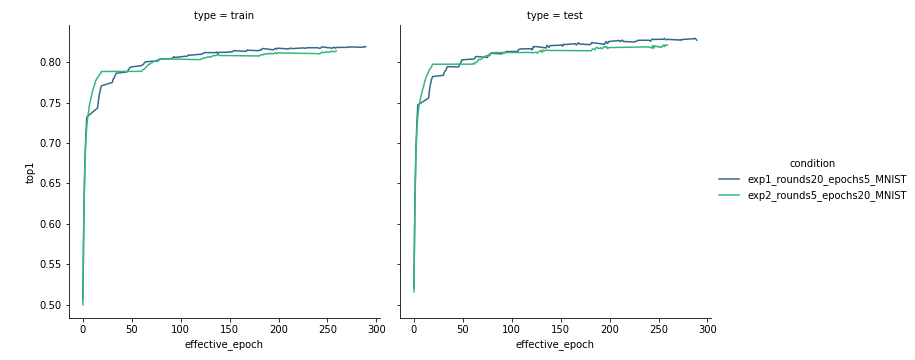 type = train
type = test
0.80
0.75
0.70
0.65
0.60
0.55
0.50
top1
0 50 100 150 200 250 300
0 50 100 150 200 250 300
effective_epoch
effective_epoch
condition
exp1_rounds20_epochs5_MNIST
exp2_rounds5_epochs20_MNIST